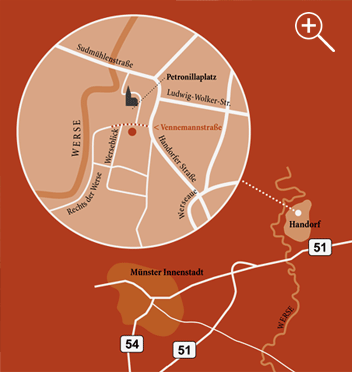 Sudmühlenstraße
Petronillaplatz
Ludwig-Wolker-Str.
WERSE
Werseblick
< Vennemannstraße
Handorfer Straße
Rechts der Werse
Werseaue
Handorf
51
Münster Innenstadt
WERSE
54
51